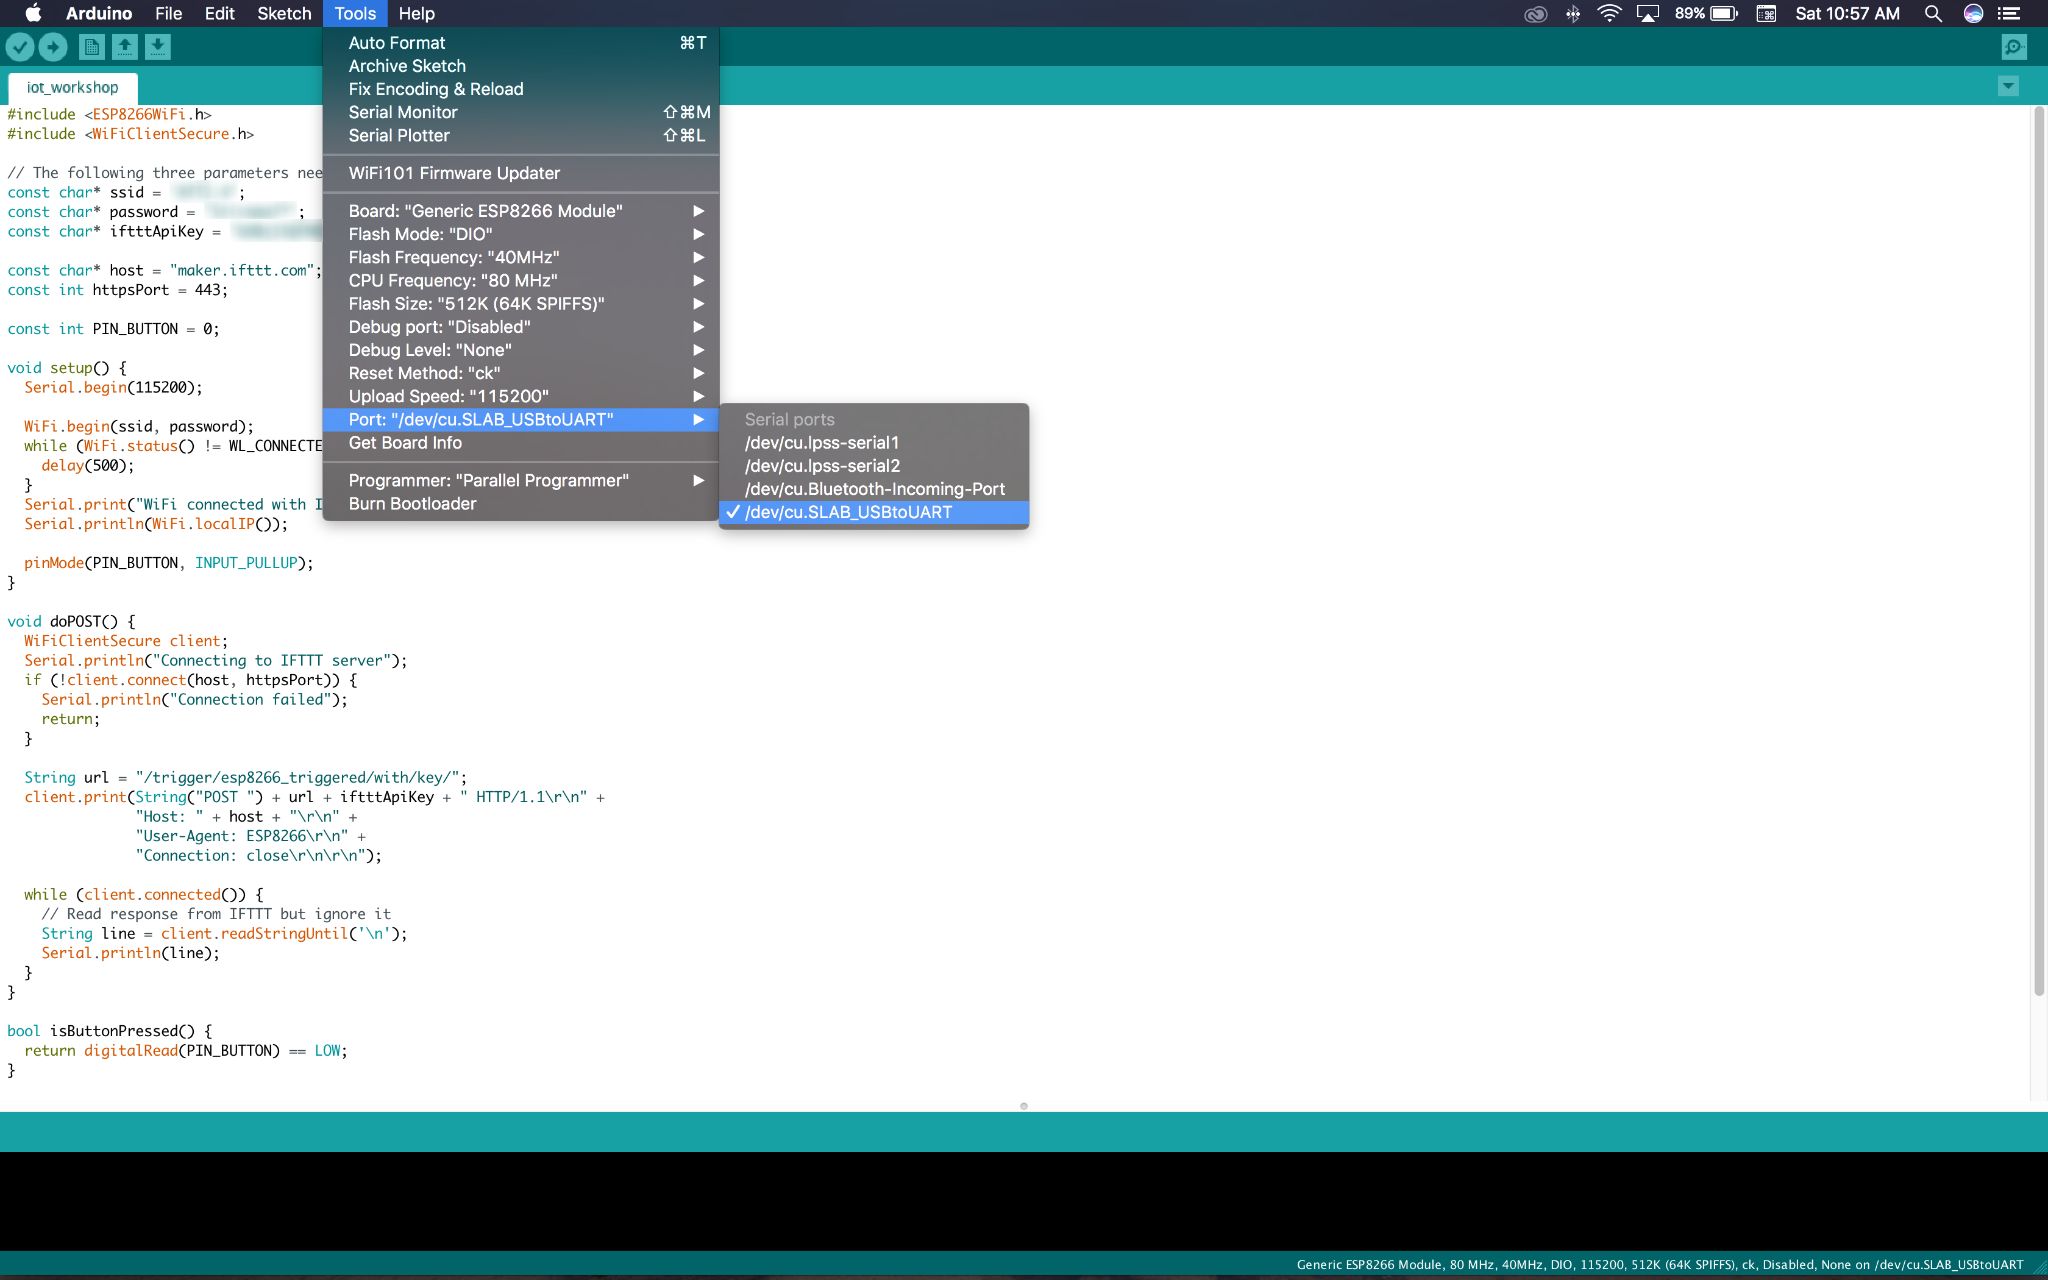 Arduino File Edit Sketch Tools Help 89% Sat 10:57 AM
iot_workshop
#include <ESP8266WiFi.h>
#include <WiFiClientSecure.h>
// The following three parameters nee
const char* ssid = ;
const char* password = ;
const char* iftttApiKey =
const char* host = "maker.ifttt.com";
const int httpsPort = 443;
const int PIN_BUTTON = 0;
void setup() {
Serial.begin(115200);
WiFi.begin(ssid, password);
while (WiFi.status() != WL_CONNECTE
delay(500);
}
Serial.print("WiFi connected with I
Serial.println(WiFi.localIP());
pinMode(PIN_BUTTON, INPUT_PULLUP);
}
void doPOST() {
WiFiClientSecure client;
Serial.println("Connecting to IFTTT server");
if (!client.connect(host, httpsPort)) {
Serial.println("Connection failed");
return;
}
String url = "/trigger/esp8266_triggered/with/key/";
client.print(String("POST ") + url + iftttApiKey + " HTTP/1.1\r\n" +
"Host: " + host + "\r\n" +
"User-Agent: ESP8266\r\n" +
"Connection: close\r\n\r\n");
while (client.connected()) {
// Read response from IFTTT but ignore it
String line = client.readStringUntil('\n');
Serial.println(line);
}
}
bool isButtonPressed() {
return digitalRead(PIN_BUTTON) == LOW;
}
Auto Format ⌘T
Archive Sketch
Fix Encoding & Reload
Serial Monitor ⇧⌘M
Serial Plotter ⇧⌘L
WiFi101 Firmware Updater
Board: "Generic ESP8266 Module"
Flash Mode: "DIO"
Flash Frequency: "40MHz"
CPU Frequency: "80 MHz"
Flash Size: "512K (64K SPIFFS)"
Debug port: "Disabled"
Debug Level: "None"
Reset Method: "ck"
Upload Speed: "115200"
Port: "/dev/cu.SLAB_USBtoUART"
Get Board Info
Programmer: "Parallel Programmer"
Burn Bootloader
Serial ports
/dev/cu.lpss-serial1
/dev/cu.lpss-serial2
/dev/cu.Bluetooth-Incoming-Port
✓ /dev/cu.SLAB_USBtoUART
Generic ESP8266 Module, 80 MHz, 40MHz, DIO, 115200, 512K (64K SPIFFS), ck, Disabled, None on /dev/cu.SLAB_USBtoUART